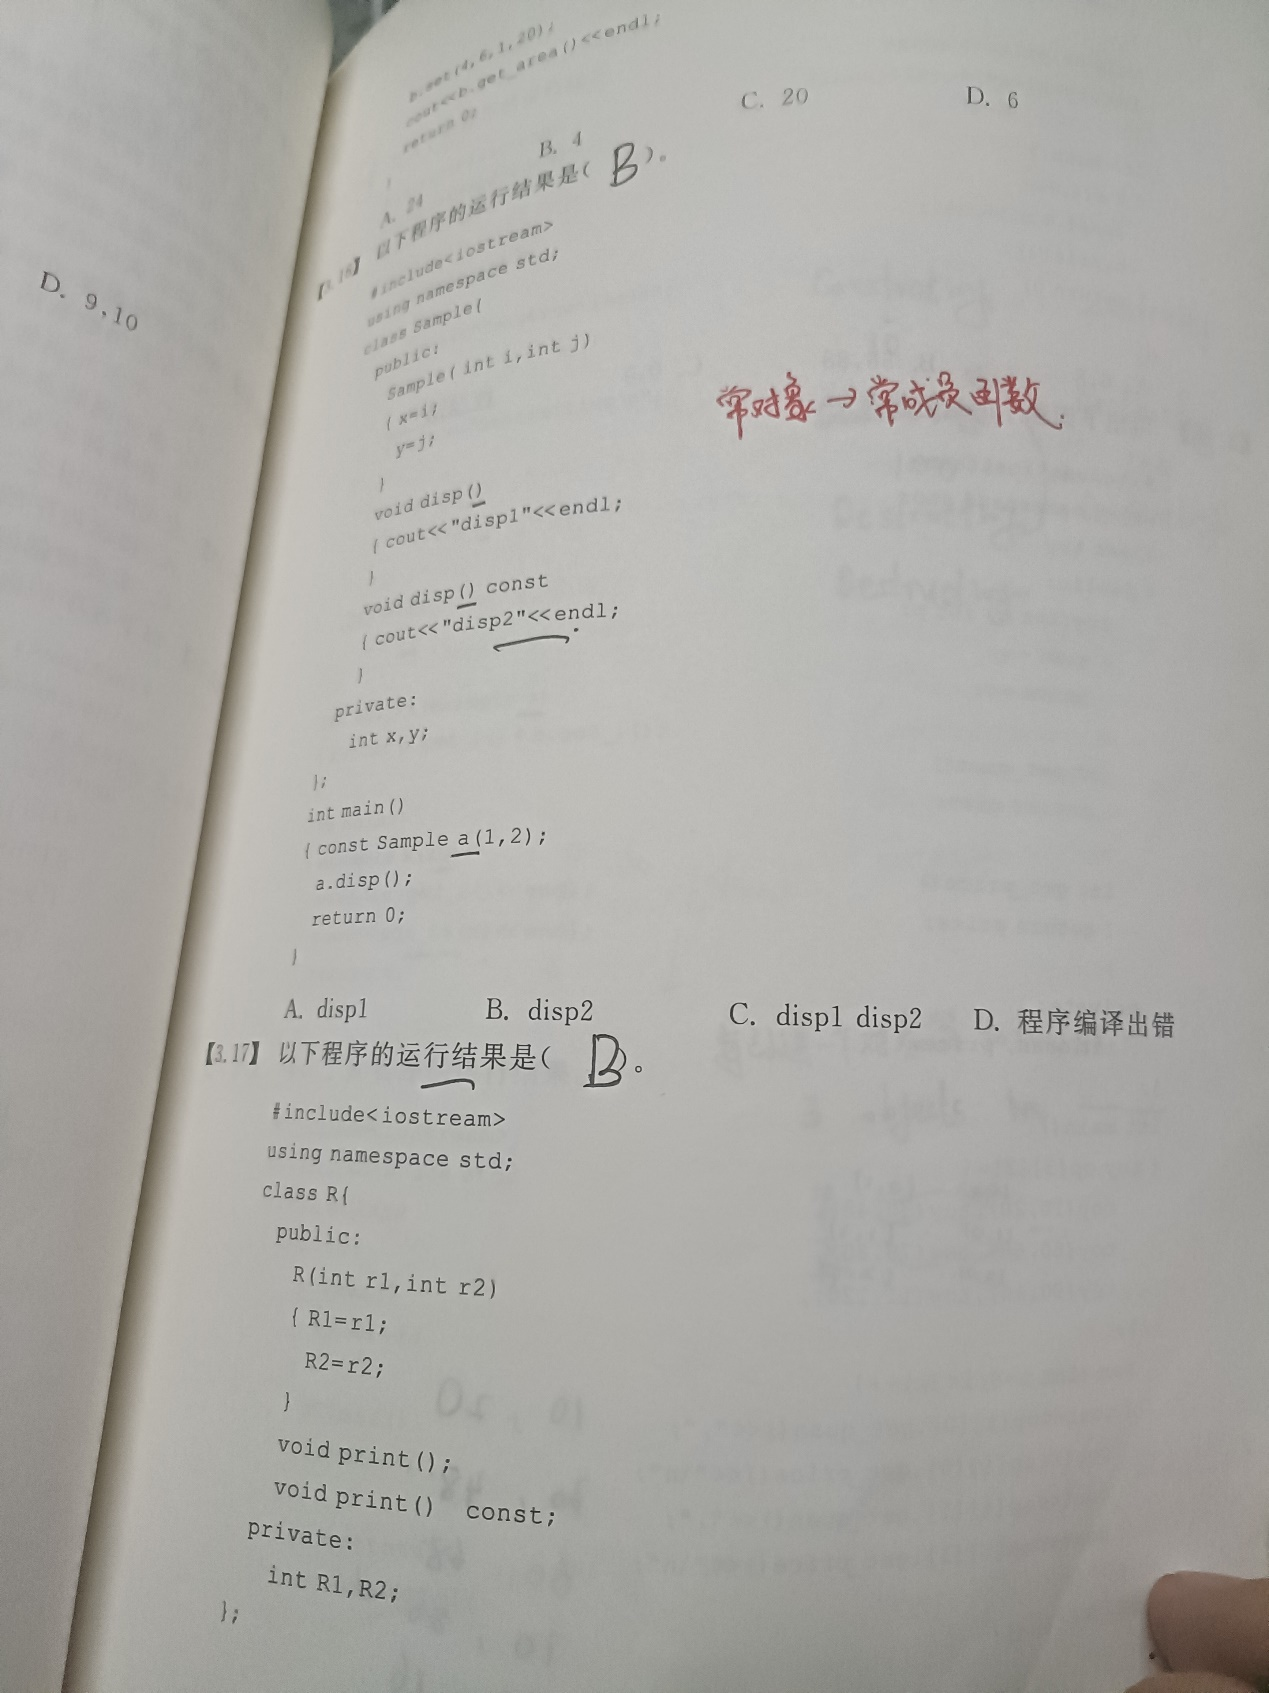 b.set(4,6,1,20);
cout<<b.get_area()<<endl;
return 0;
}
A. 24 B. 4 C. 20 D. 6
【3.18】 以下程序的运行结果是( B )。
#include<iostream>
using namespace std;
class Sample{
public:
Sample(int i,int j)
{ x=i;
y=j;
}
void disp()
{ cout<<"disp1"<<endl;
}
void disp() const
{ cout<<"disp2"<<endl;
}
private:
int x,y;
};
int main()
{ const Sample a(1,2);
a.disp();
return 0;
}
A. disp1 B. disp2 C. disp1 disp2 D. 程序编译出错
【3.17】 以下程序的运行结果是( B )。
#include<iostream>
using namespace std;
class R{
public:
R(int r1,int r2)
{ R1=r1;
R2=r2;
}
void print();
void print() const;
private:
int R1,R2;
};
常对象→常成员函数.
D. 9,10